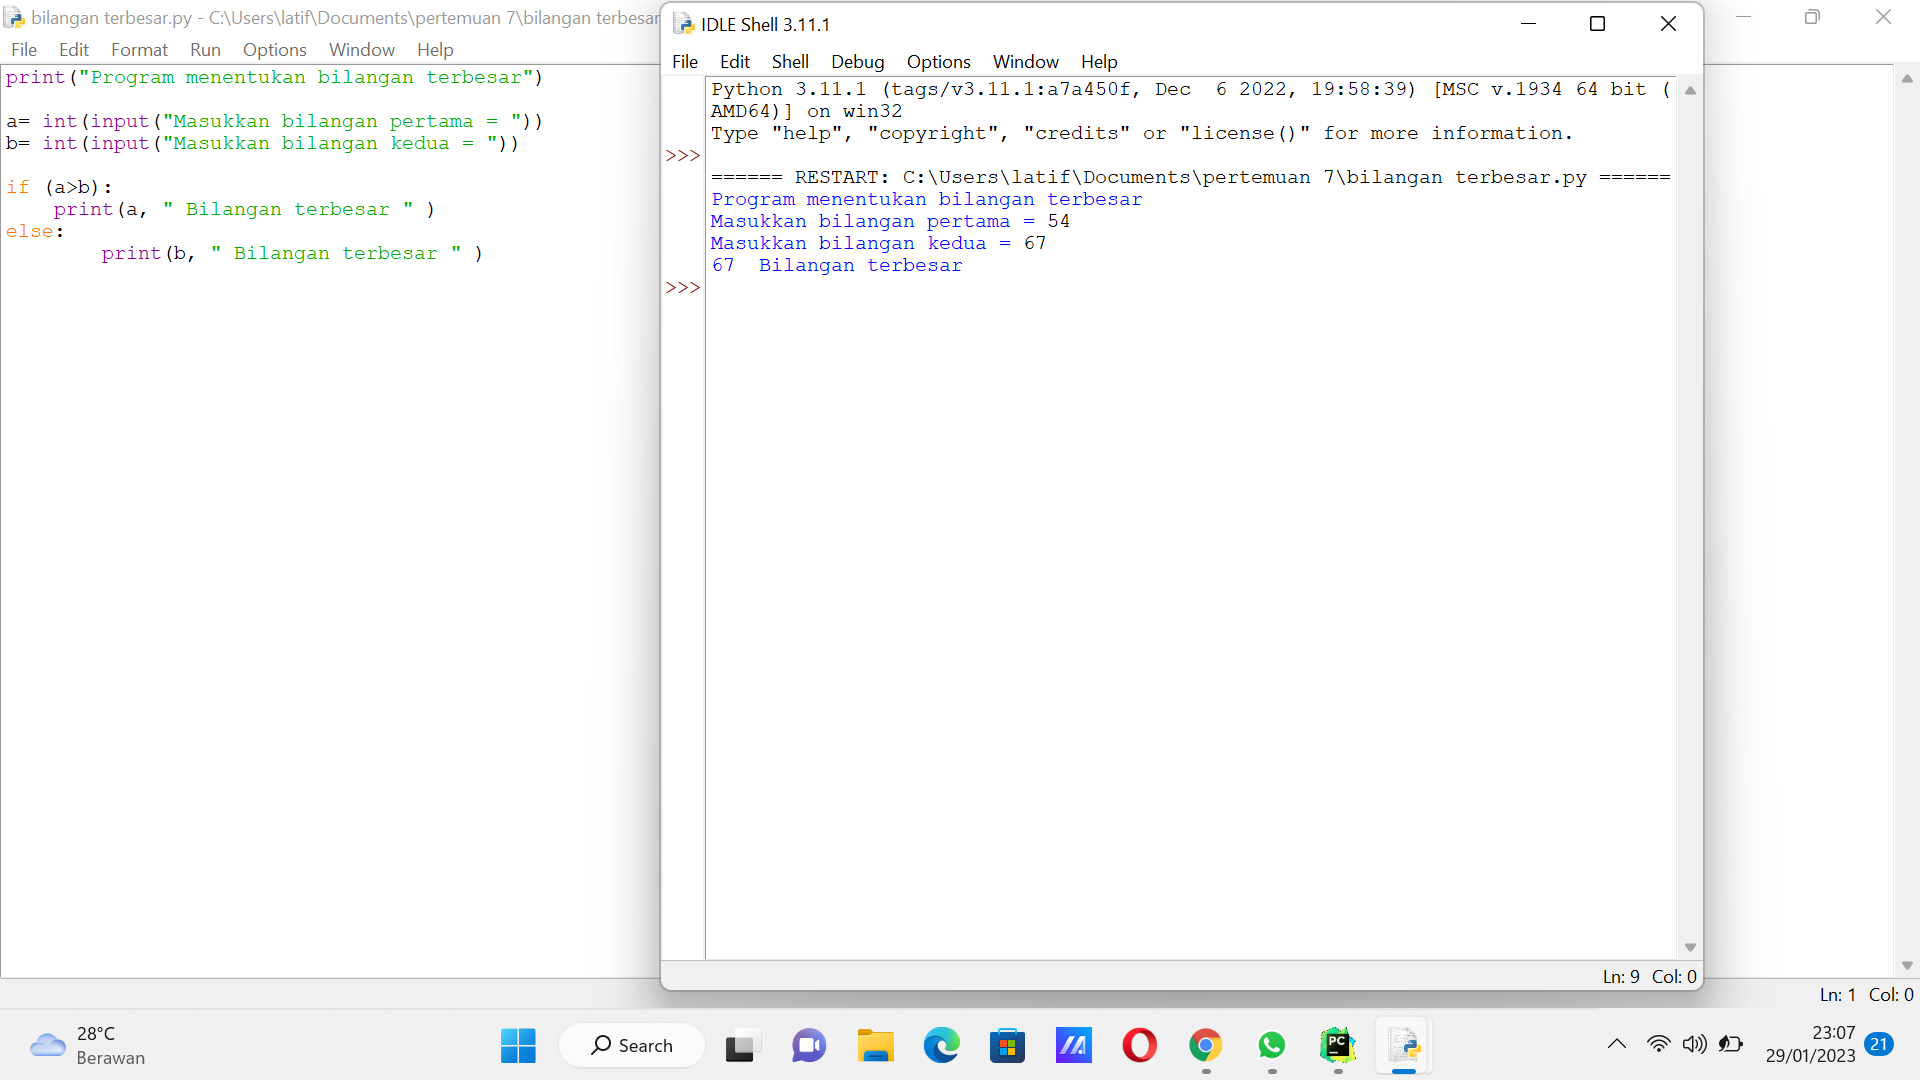 bilangan terbesar.py - C:\Users\latif\Documents\pertemuan 7\bilangan terbesar
File Edit Format Run Options Window Help
print("Program menentukan bilangan terbesar")
a= int(input("Masukkan bilangan pertama = "))
b= int(input("Masukkan bilangan kedua = "))
if (a>b):
    print(a, " Bilangan terbesar " )
else:
        print(b, " Bilangan terbesar " )
IDLE Shell 3.11.1
File Edit Shell Debug Options Window Help
Python 3.11.1 (tags/v3.11.1:a7a450f, Dec  6 2022, 19:58:39) [MSC v.1934 64 bit (
AMD64)] on win32
Type "help", "copyright", "credits" or "license()" for more information.
>>>
====== RESTART: C:\Users\latif\Documents\pertemuan 7\bilangan terbesar.py ======
Program menentukan bilangan terbesar
Masukkan bilangan pertama = 54
Masukkan bilangan kedua = 67
67  Bilangan terbesar
>>>
Ln: 9 Col: 0
Ln: 1 Col: 0
28°C
Berawan
Search
PC
23:07
29/01/2023
21